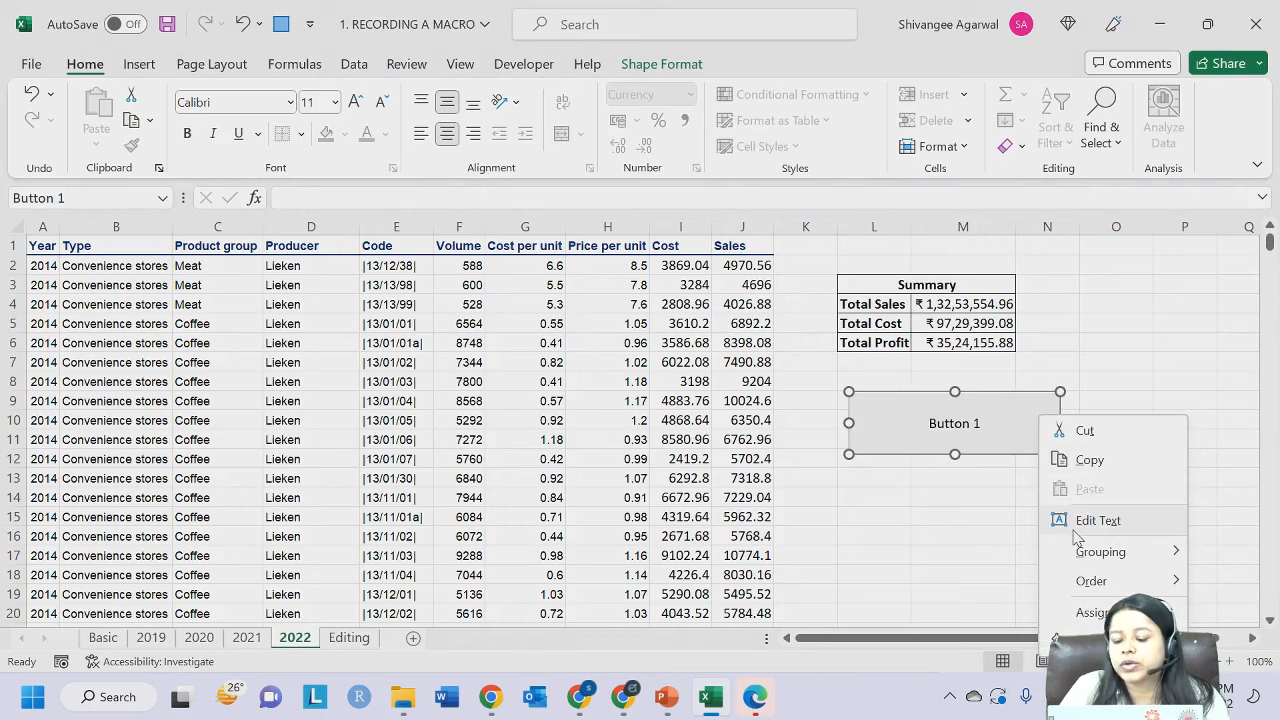 AutoSave Off 1. RECORDING A MACRO Search Shivangee Agarwal SA
File Home Insert Page Layout Formulas Data Review View Developer Help Shape Format Comments Share
Calibri 11 Currency Conditional Formatting Insert
Paste B I U Format as Table Delete Sort & Filter Find & Select Analyze Data
Cell Styles Format
Undo Clipboard Font Alignment Number Styles Cells Editing Analysis
Button 1 fx
A B C D E F G H I J K L M N O P Q
1 Year Type Product group Producer Code Volume Cost per unit Price per unit Cost Sales
2 2014 Convenience stores Meat Lieken |13/12/38| 588 6.6 8.5 3869.04 4970.56
3 2014 Convenience stores Meat Lieken |13/13/98| 600 5.5 7.8 3284 4696 Summary
4 2014 Convenience stores Meat Lieken |13/13/99| 528 5.3 7.6 2808.96 4026.88 Total Sales ₹ 1,32,53,554.96
5 2014 Convenience stores Coffee Lieken |13/01/01| 6564 0.55 1.05 3610.2 6892.2 Total Cost ₹ 97,29,399.08
6 2014 Convenience stores Coffee Lieken |13/01/01a| 8748 0.41 0.96 3586.68 8398.08 Total Profit ₹ 35,24,155.88
7 2014 Convenience stores Coffee Lieken |13/01/02| 7344 0.82 1.02 6022.08 7490.88
8 2014 Convenience stores Coffee Lieken |13/01/03| 7800 0.41 1.18 3198 9204
9 2014 Convenience stores Coffee Lieken |13/01/04| 8568 0.57 1.17 4883.76 10024.6
10 2014 Convenience stores Coffee Lieken |13/01/05| 5292 0.92 1.2 4868.64 6350.4 Button 1
11 2014 Convenience stores Coffee Lieken |13/01/06| 7272 1.18 0.93 8580.96 6762.96
12 2014 Convenience stores Coffee Lieken |13/01/07| 5760 0.42 0.99 2419.2 5702.4
13 2014 Convenience stores Coffee Lieken |13/01/30| 6840 0.92 1.07 6292.8 7318.8
14 2014 Convenience stores Coffee Lieken |13/11/01| 7944 0.84 0.91 6672.96 7229.04
15 2014 Convenience stores Coffee Lieken |13/11/01a| 6084 0.71 0.98 4319.64 5962.32
16 2014 Convenience stores Coffee Lieken |13/11/02| 6072 0.44 0.95 2671.68 5768.4
17 2014 Convenience stores Coffee Lieken |13/11/03| 9288 0.98 1.16 9102.24 10774.1
18 2014 Convenience stores Coffee Lieken |13/11/04| 7044 0.6 1.14 4226.4 8030.16
19 2014 Convenience stores Coffee Lieken |13/12/01| 5136 1.03 1.07 5290.08 5495.52
20 2014 Convenience stores Coffee Lieken |13/12/02| 5616 0.72 1.03 4043.52 5784.48
Cut
Copy
Paste
Edit Text
Grouping
Order
Basic 2019 2020 2021 2022 Editing
Ready Accessibility: Investigate 100%
26° Search